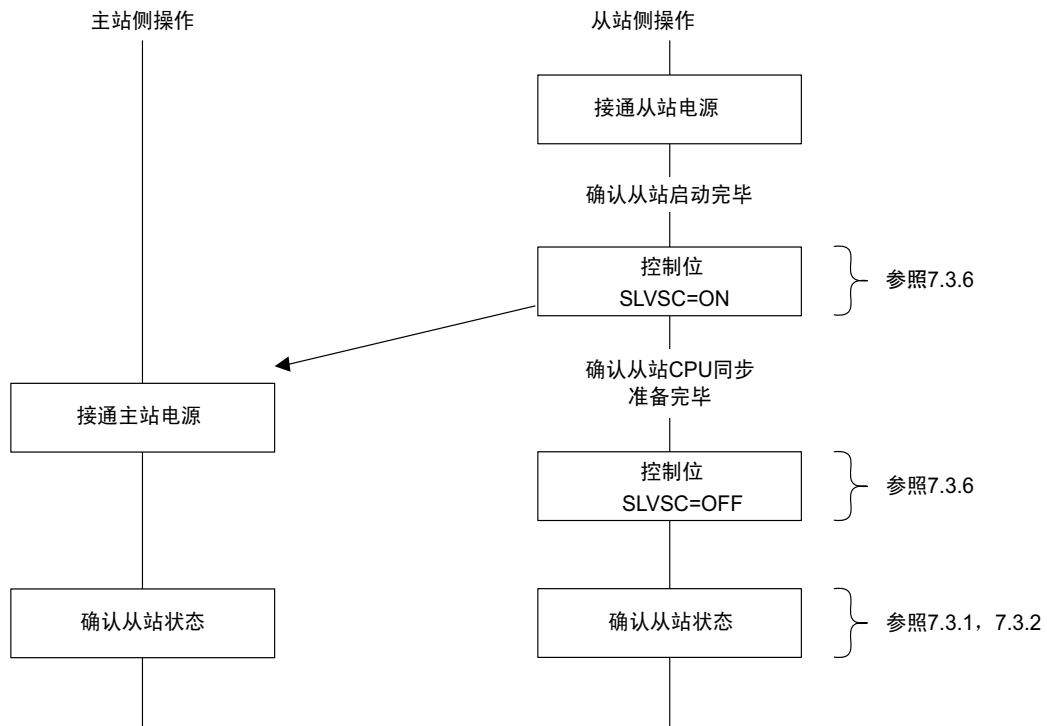 主站侧操作
从站侧操作
接通从站电源
确认从站启动完毕
控制位
SLVSC=ON
参照7.3.6
确认从站CPU同步
准备完毕
接通主站电源
控制位
SLVSC=OFF
参照7.3.6
确认从站状态
确认从站状态
参照7.3.1，7.3.2